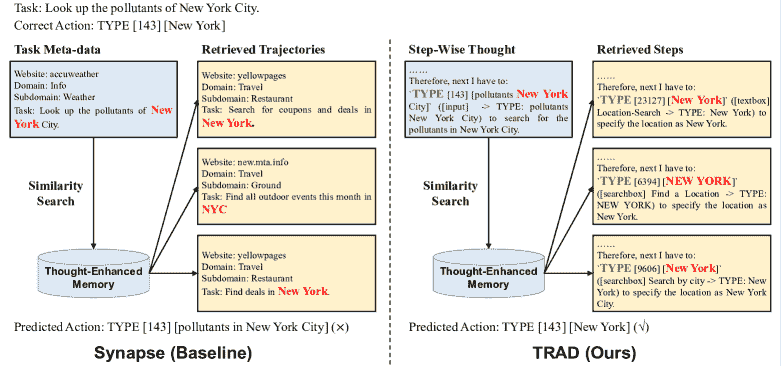 Task: Look up the pollutants of New York City.
Correct Action: TYPE [143] [New York]
Task Meta-data
Website: accuweather
Domain: Info
Subdomain: Weather
Task: Look up the pollutants of New
York City.
Similarity
Search
Thought-Enhanced
Memory
Retrieved Trajectories
Website: yellowpages
Domain: Travel
Subdomain: Restaurant
Task: Search for coupons and deals in
New York.
Website: new.mta.info
Domain: Travel
Subdomain: Ground
Task: Find all outdoor events this month in
NYC
Website: yellowpages
Domain: Travel
Subdomain: Restaurant
Task: Find deals in New York.
Predicted Action: TYPE [143] [pollutants in New York City] (×)
Synapse (Baseline)
Step-Wise Thought
......
Therefore, next I have to:
`TYPE [143] [pollutants New York
City]` ([input] -> TYPE: pollutants
New York City) to search for the
pollutants in New York City.
Similarity
Search
Thought-Enhanced
Memory
Retrieved Steps
......
Therefore, next I have to:
`TYPE [23127] [New York]` ([textbox]
Location-Search -> TYPE: New York) to
specify the location as New York.
......
Therefore, next I have to:
`TYPE [6394] [NEW YORK]`
([searchbox] Find a Location -> TYPE:
NEW YORK) to specify the location as
New York.
......
Therefore, next I have to:
`TYPE [9606] [New York]`
([searchbox] Search by city -> TYPE: New
York) to specify the location as New York
City.
Predicted Action: TYPE [143] [New York] (√)
TRAD (Ours)